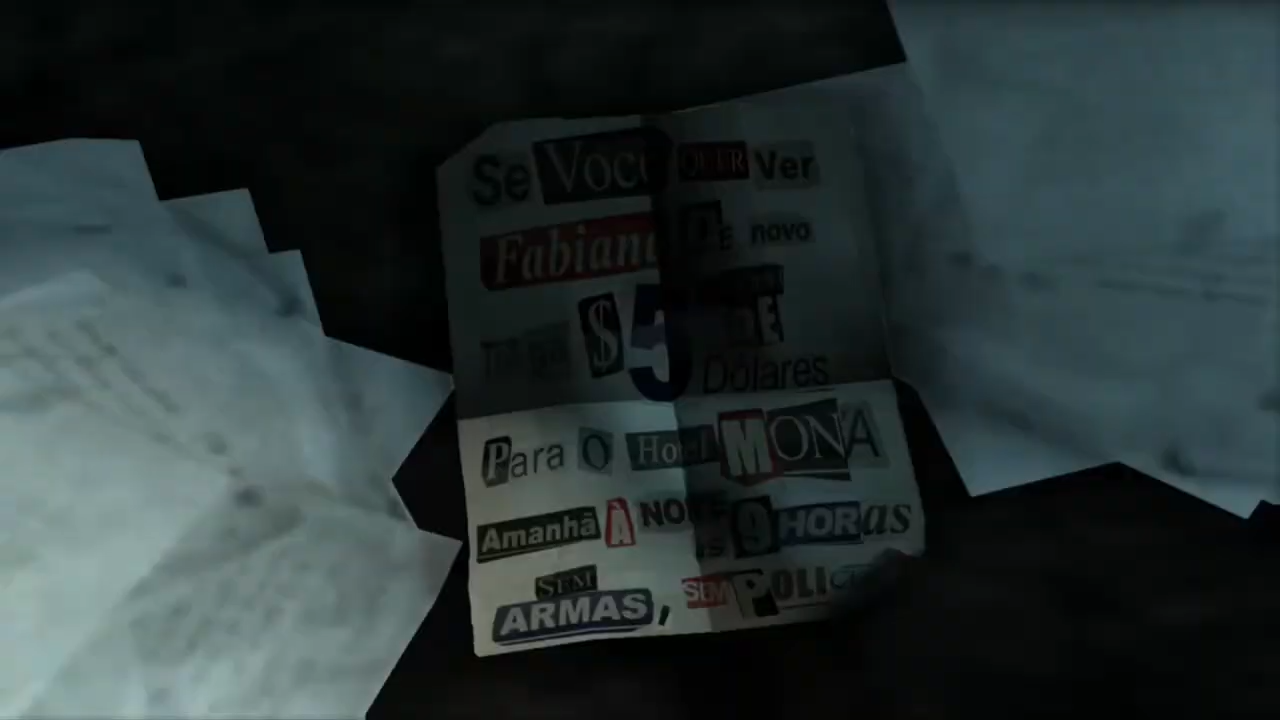 Se Você QUER Ver
Fabiana DE novo
$5
Dólares
Para O Hotel MONA
Amanhã À NOITE
às 9 HORas
SEM
ARMAS, SEM POLICIA